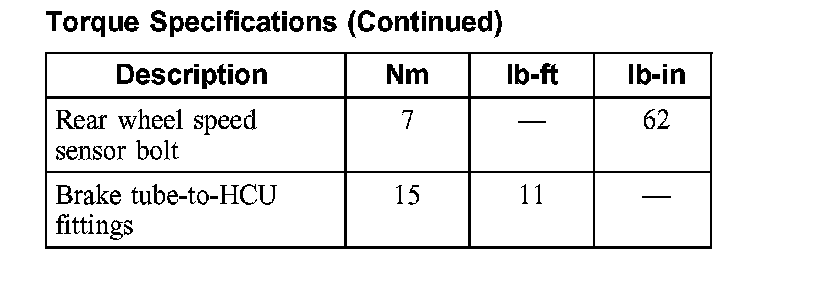 Torque Specifications (Continued)
Description Nm lb-ft lb-in
Rear wheel speed 7 — 62
sensor bolt
Brake tube-to-HCU 15 11 —
fittings